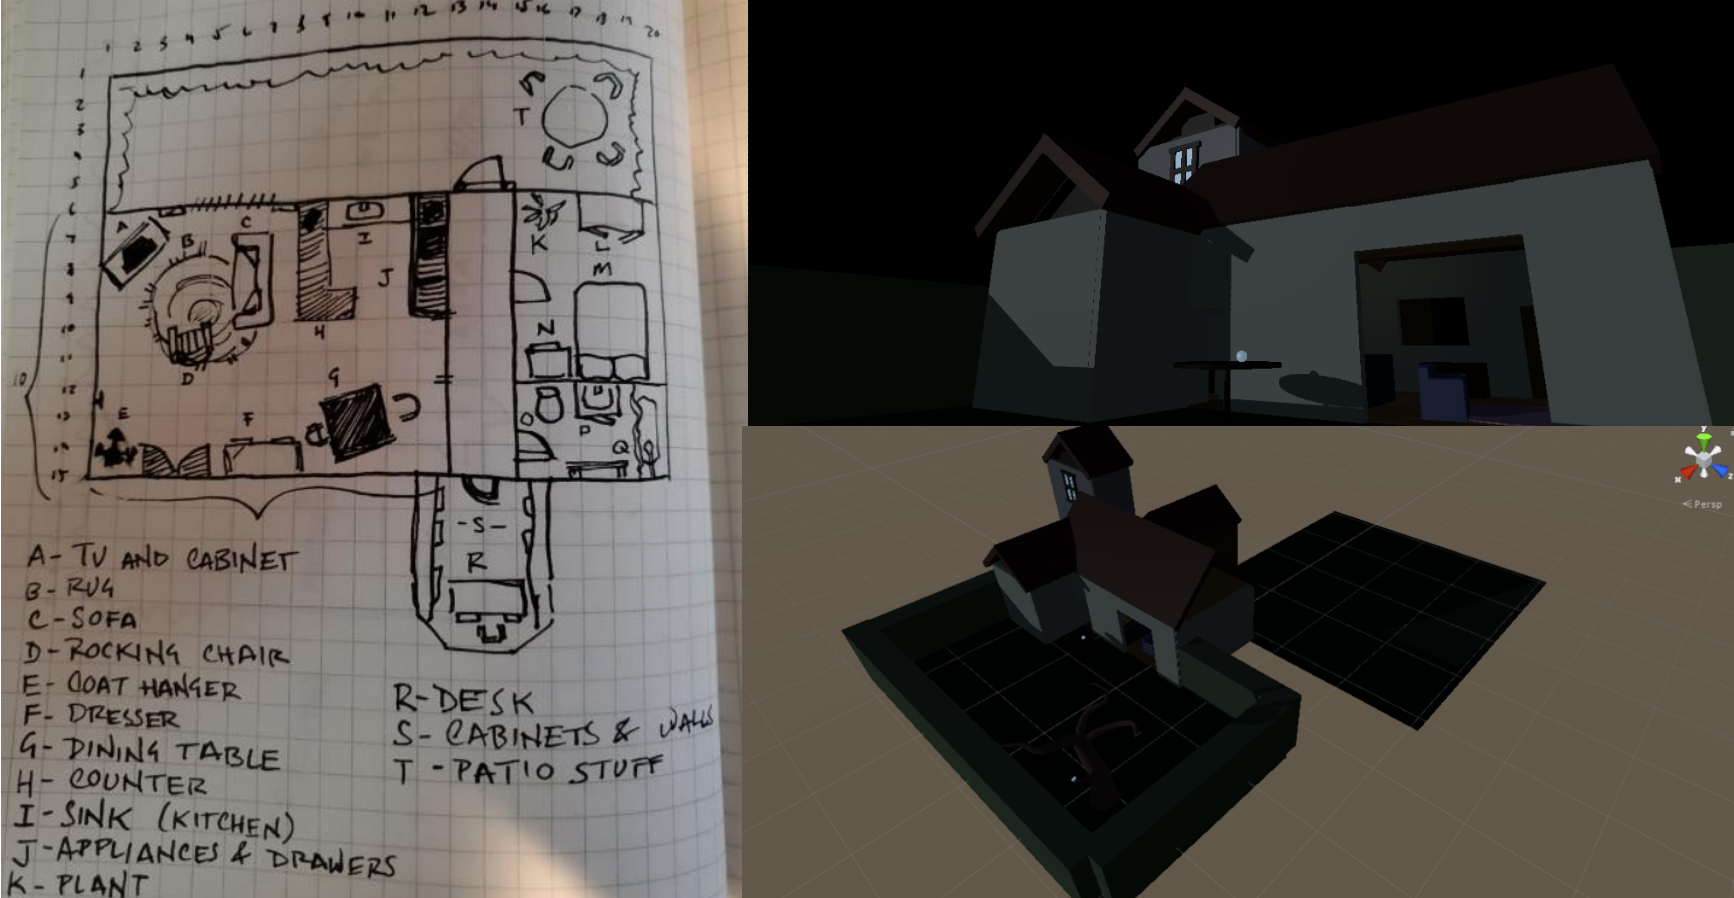 1 2 3 4 5 6 7 8 9 10 11 12 13 14 15 16 17 18 19 20
1
2
3
T
4
5
6
A B C I K L
7
8
J M
9
10
H N
11
D
10
12
G
13
E F O P
14
Q
15
-S-
R
A- TV AND CABINET
B- RUG
C- SOFA
D- ROCKING CHAIR
E- COAT HANGER
F- DRESSER
G- DINING TABLE
H- COUNTER
I- SINK (KITCHEN)
J- APPLIANCES & DRAWERS
K- PLANT
R- DESK
S- CABINETS & WALLS
T - PATIO STUFF
y
x
z
< Persp